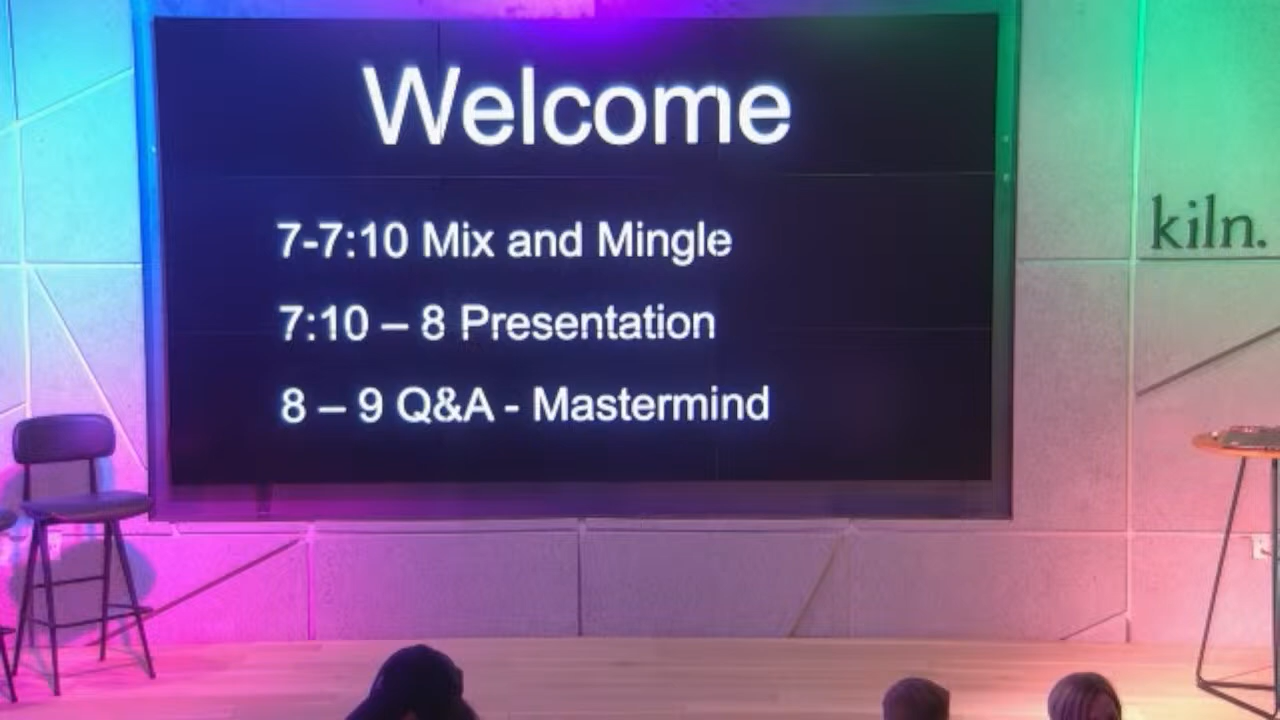 Welcome
7-7:10 Mix and Mingle
7:10 – 8 Presentation
8 – 9 Q&A - Mastermind
kiln.